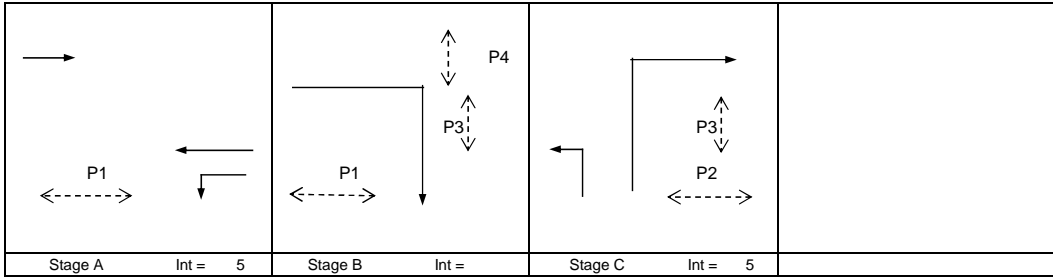 P1
Stage A Int = 5
P4
P3
P1
Stage B Int =
P3
P2
Stage C Int = 5